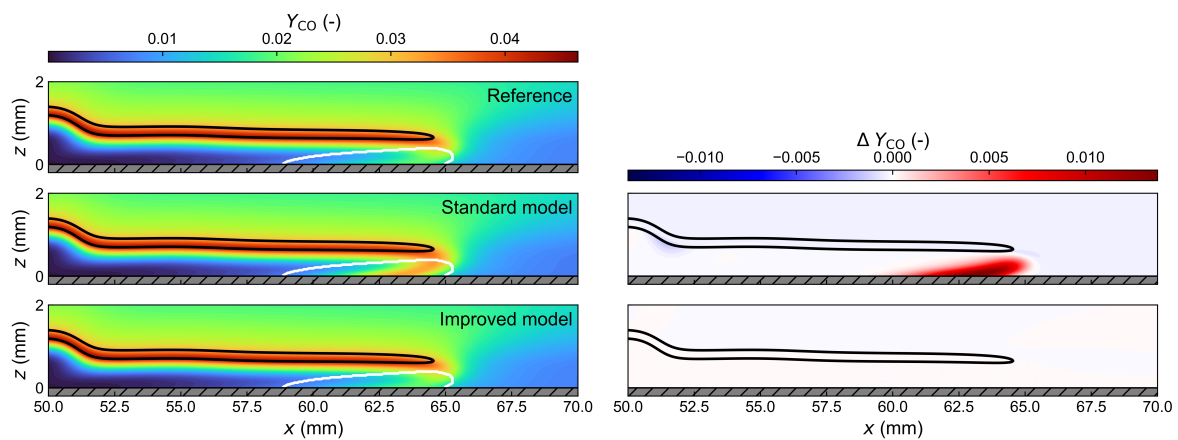 Y_CO (-)
0.01 0.02 0.03 0.04
2
z (mm)
0
Reference
2
z (mm)
0
Standard model
2
z (mm)
0
Improved model
50.0 52.5 55.0 57.5 60.0 62.5 65.0 67.5 70.0
x (mm)
Δ Y_CO (-)
−0.010 −0.005 0.000 0.005 0.010
50.0 52.5 55.0 57.5 60.0 62.5 65.0 67.5 70.0
x (mm)